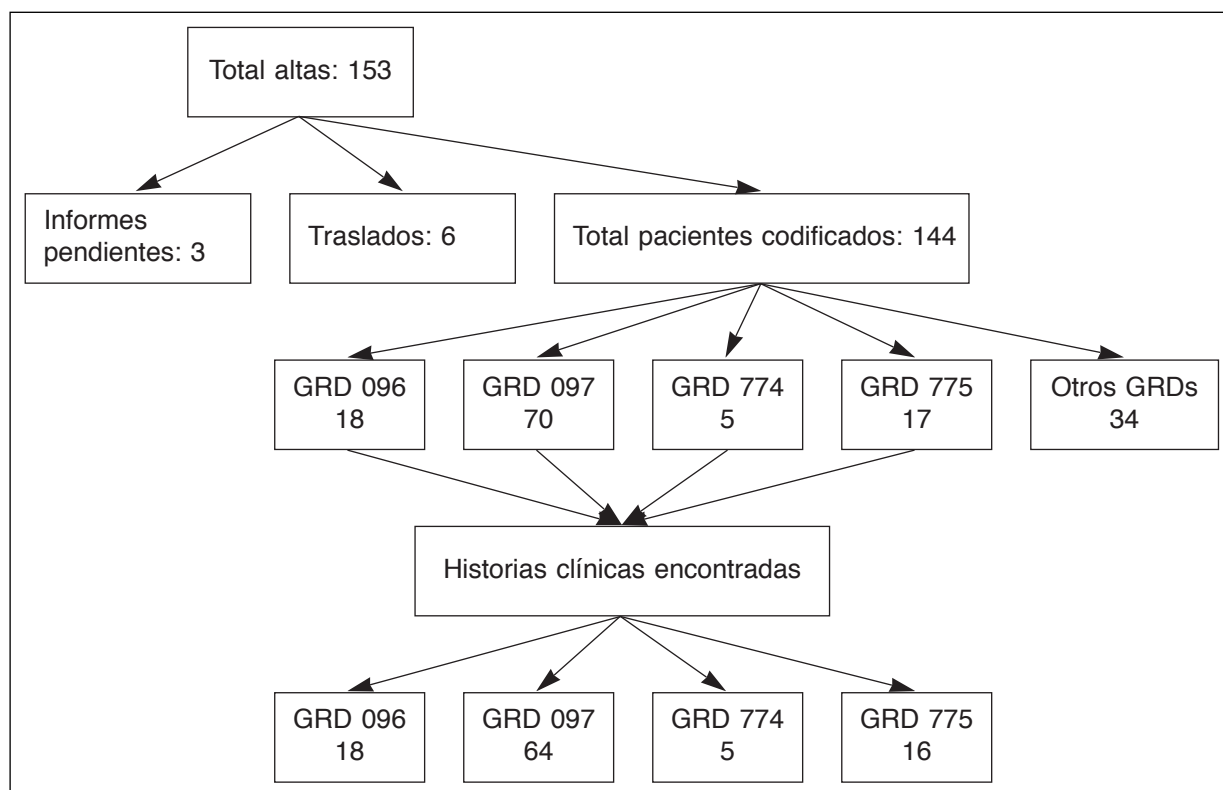 Total altas: 153
Informes
pendientes: 3
Traslados: 6
Total pacientes codificados: 144
GRD 096
18
GRD 097
70
GRD 774
5
GRD 775
17
Otros GRDs
34
Historias clínicas encontradas
GRD 096
18
GRD 097
64
GRD 774
5
GRD 775
16